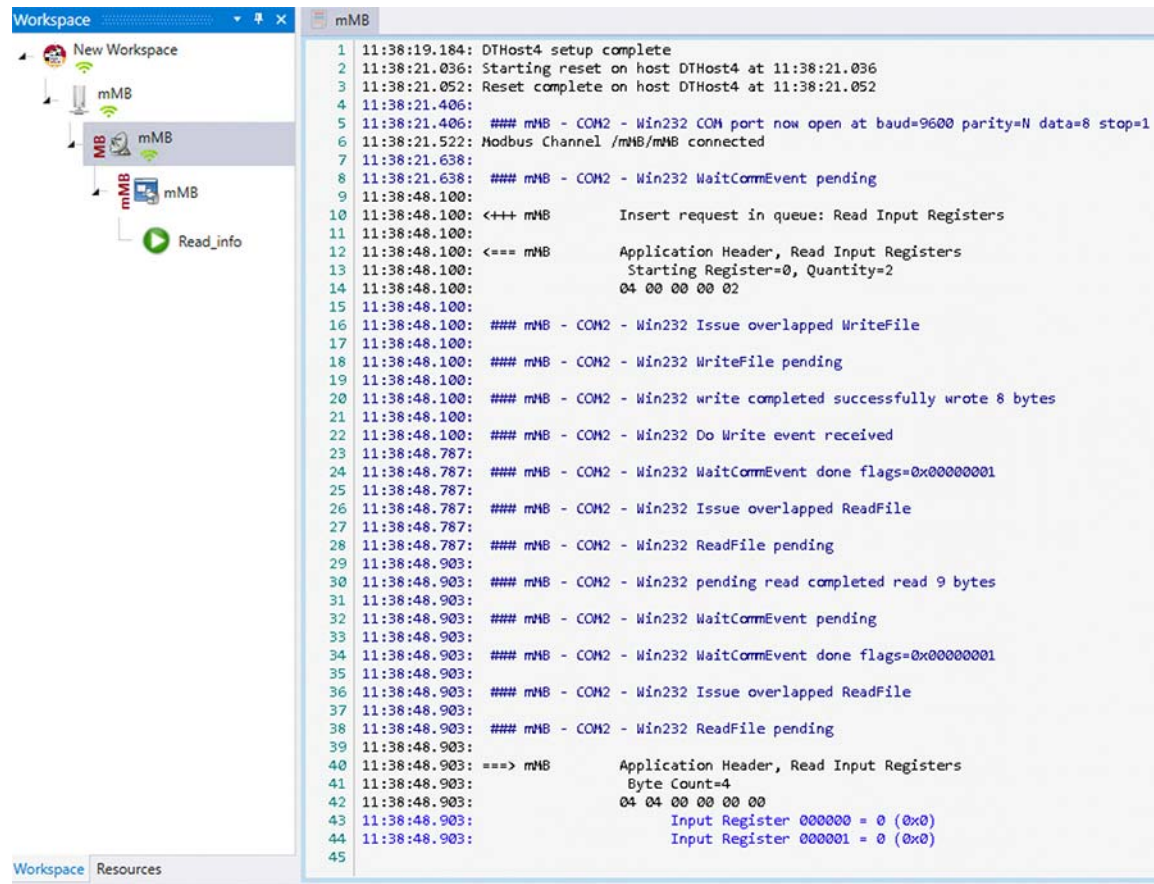 Workspace
New Workspace
mMB
MB mMB
mMB mMB
Read_info
Workspace Resources
mMB
1 11:38:19.184: DTHost4 setup complete
2 11:38:21.036: Starting reset on host DTHost4 at 11:38:21.036
3 11:38:21.052: Reset complete on host DTHost4 at 11:38:21.052
4 11:38:21.406:
5 11:38:21.406: ### mMB - COM2 - Win232 COM port now open at baud=9600 parity=N data=8 stop=1
6 11:38:21.522: Modbus Channel /mMB/mMB connected
7 11:38:21.638:
8 11:38:21.638: ### mMB - COM2 - Win232 WaitCommEvent pending
9 11:38:48.100:
10 11:38:48.100: <+++ mMB Insert request in queue: Read Input Registers
11 11:38:48.100:
12 11:38:48.100: <=== mMB Application Header, Read Input Registers
13 11:38:48.100: Starting Register=0, Quantity=2
14 11:38:48.100: 04 00 00 00 02
15 11:38:48.100:
16 11:38:48.100: ### mMB - COM2 - Win232 Issue overlapped WriteFile
17 11:38:48.100:
18 11:38:48.100: ### mMB - COM2 - Win232 WriteFile pending
19 11:38:48.100:
20 11:38:48.100: ### mMB - COM2 - Win232 write completed successfully wrote 8 bytes
21 11:38:48.100:
22 11:38:48.100: ### mMB - COM2 - Win232 Do Write event received
23 11:38:48.787:
24 11:38:48.787: ### mMB - COM2 - Win232 WaitCommEvent done flags=0x00000001
25 11:38:48.787:
26 11:38:48.787: ### mMB - COM2 - Win232 Issue overlapped ReadFile
27 11:38:48.787:
28 11:38:48.787: ### mMB - COM2 - Win232 ReadFile pending
29 11:38:48.903:
30 11:38:48.903: ### mMB - COM2 - Win232 pending read completed read 9 bytes
31 11:38:48.903:
32 11:38:48.903: ### mMB - COM2 - Win232 WaitCommEvent pending
33 11:38:48.903:
34 11:38:48.903: ### mMB - COM2 - Win232 WaitCommEvent done flags=0x00000001
35 11:38:48.903:
36 11:38:48.903: ### mMB - COM2 - Win232 Issue overlapped ReadFile
37 11:38:48.903:
38 11:38:48.903: ### mMB - COM2 - Win232 ReadFile pending
39 11:38:48.903:
40 11:38:48.903: ===> mMB Application Header, Read Input Registers
41 11:38:48.903: Byte Count=4
42 11:38:48.903: 04 04 00 00 00 00
43 11:38:48.903: Input Register 000000 = 0 (0x0)
44 11:38:48.903: Input Register 000001 = 0 (0x0)
45